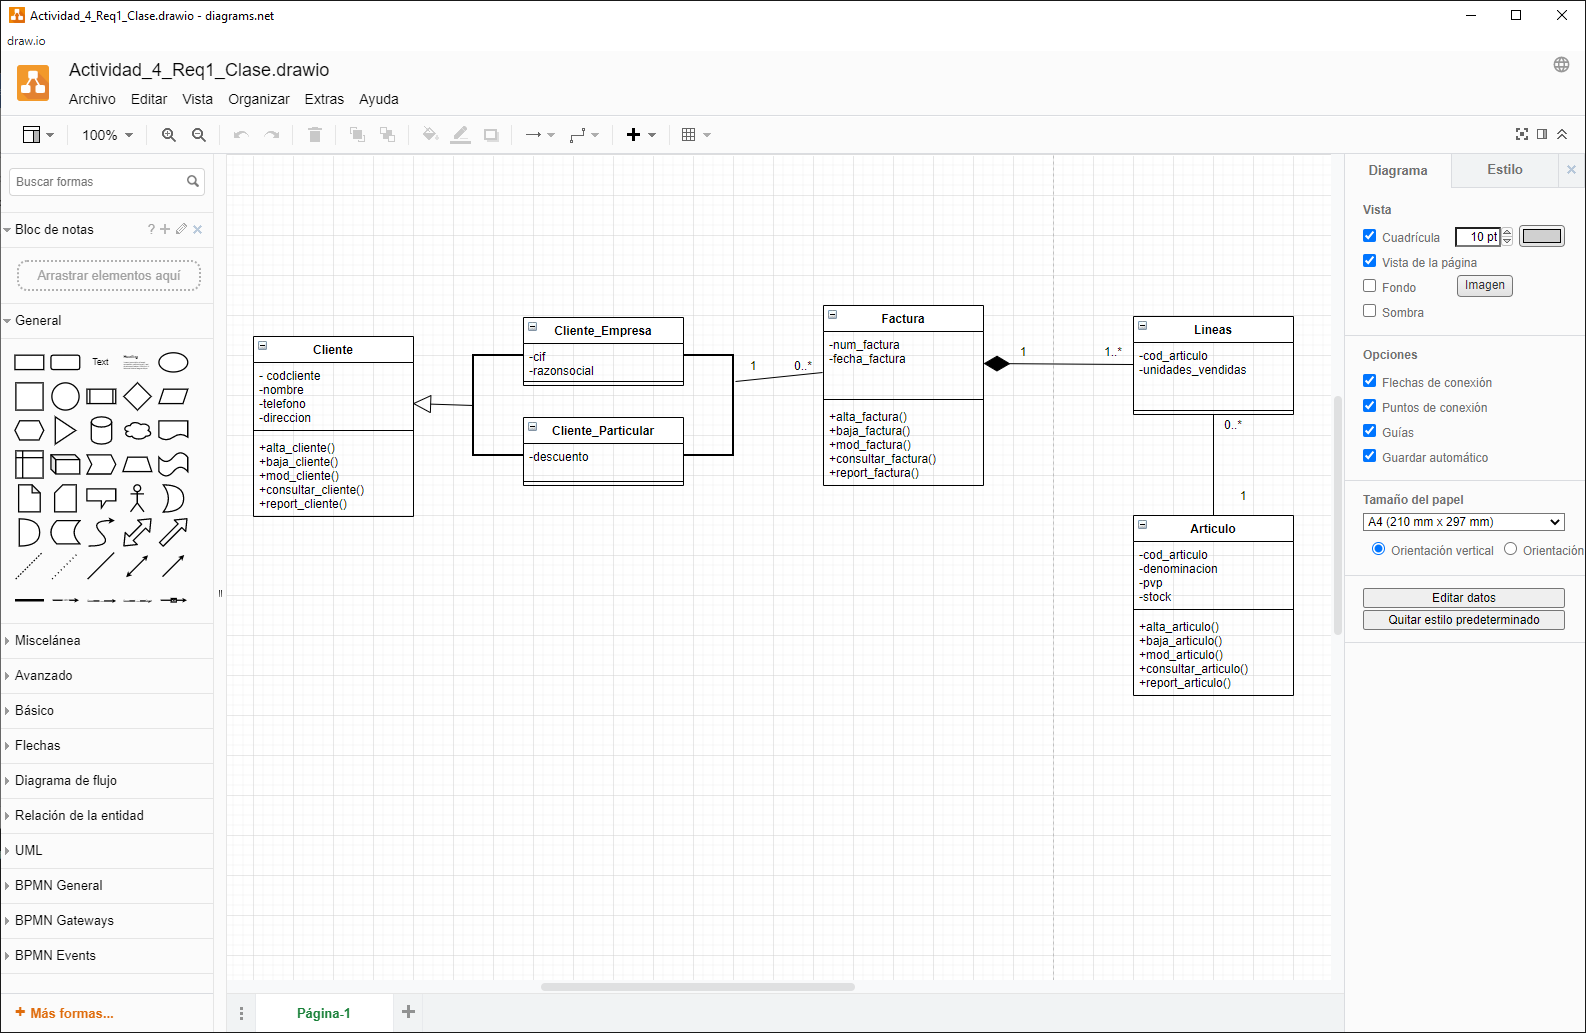 Actividad_4_Req1_Clase.drawio - diagrams.net
draw.io
Actividad_4_Req1_Clase.drawio
Archivo Editar Vista Organizar Extras Ayuda
100%
Buscar formas
Bloc de notas
?
Arrastrar elementos aquí
General
Text
Heading
Miscelánea
Avanzado
Básico
Flechas
Diagrama de flujo
Relación de la entidad
UML
BPMN General
BPMN Gateways
BPMN Events
+ Más formas...
Cliente
- codcliente
-nombre
-telefono
-direccion
+alta_cliente()
+baja_cliente()
+mod_cliente()
+consultar_cliente()
+report_cliente()
Cliente_Empresa
-cif
-razonsocial
Cliente_Particular
-descuento
1
0..*
Factura
-num_factura
-fecha_factura
+alta_factura()
+baja_factura()
+mod_factura()
+consultar_factura()
+report_factura()
1
1..*
Lineas
-cod_articulo
-unidades_vendidas
0..*
1
Articulo
-cod_articulo
-denominacion
-pvp
-stock
+alta_articulo()
+baja_articulo()
+mod_articulo()
+consultar_articulo()
+report_articulo()
Página-1
Diagrama
Estilo
Vista
Cuadrícula 10 pt
Vista de la página
Fondo Imagen
Sombra
Opciones
Flechas de conexión
Puntos de conexión
Guías
Guardar automático
Tamaño del papel
A4 (210 mm x 297 mm)
Orientación vertical Orientación
Editar datos
Quitar estilo predeterminado